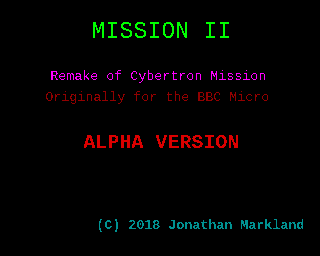 MISSION II
Remake of Cybertron Mission
Originally for the BBC Micro
ALPHA VERSION
(C) 2018 Jonathan Markland